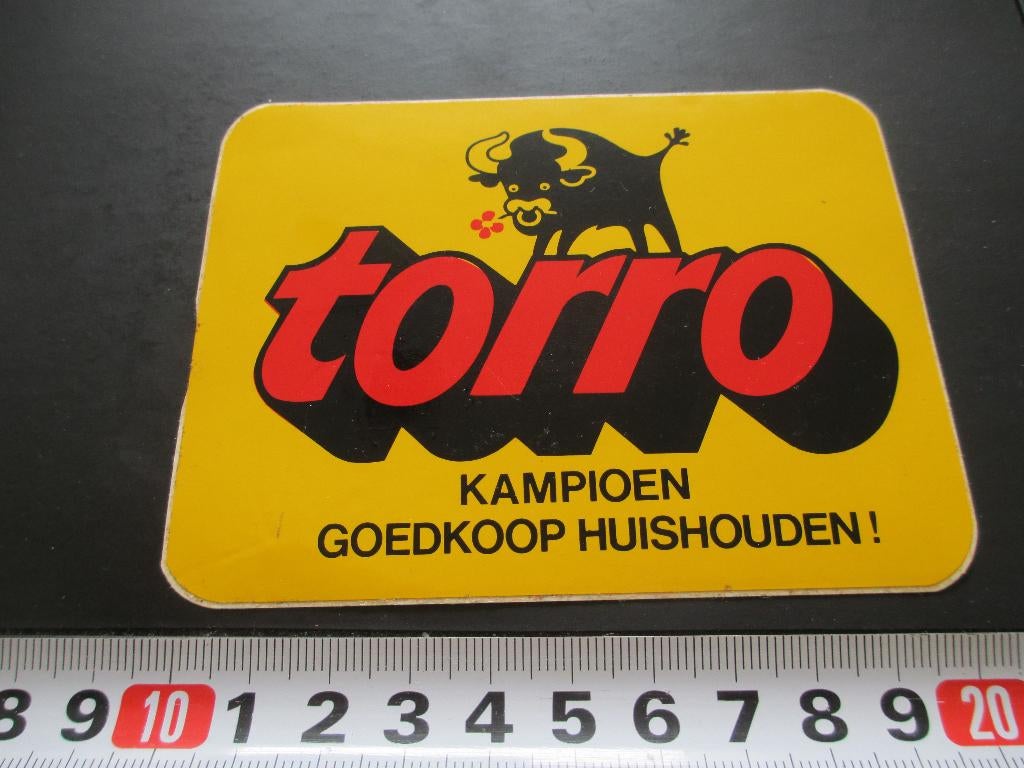 torro
KAMPIOEN
GOEDKOOP HUISHOUDEN!
8 9 10 1 2 3 4 5 6 7 8 9 20